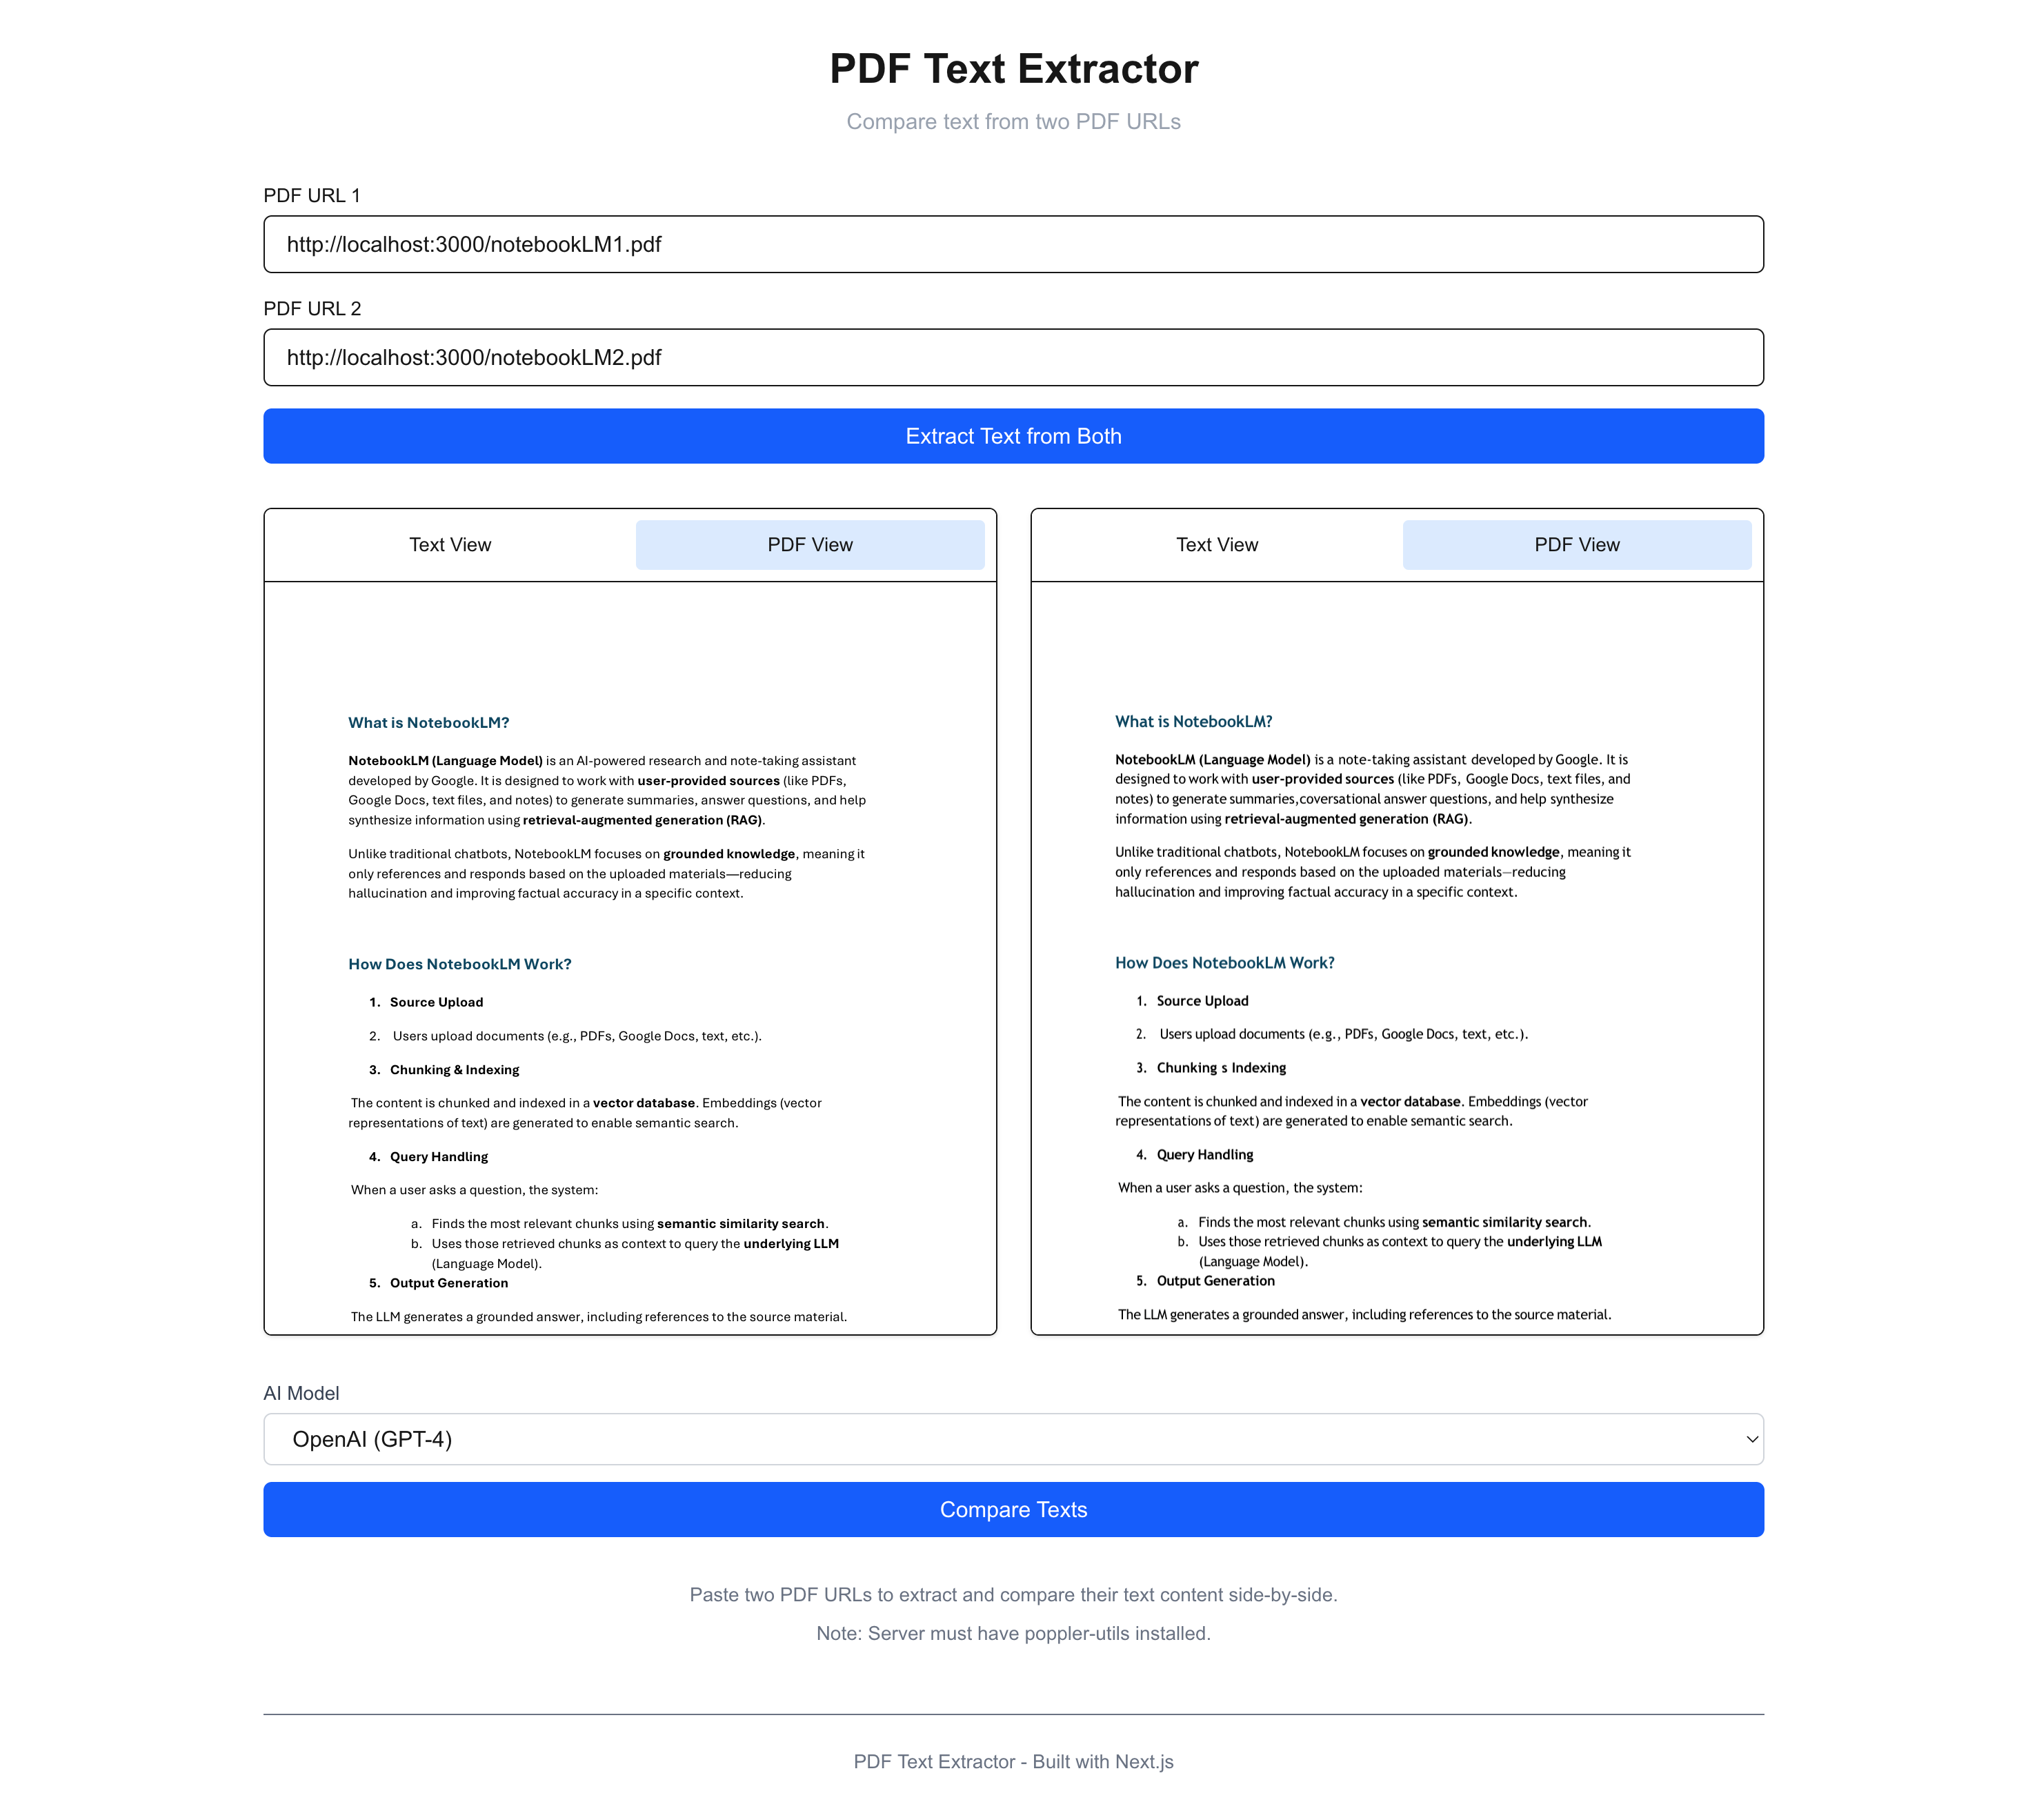 PDF Text Extractor
Compare text from two PDF URLs
PDF URL 1
http://localhost:3000/notebookLM1.pdf
PDF URL 2
http://localhost:3000/notebookLM2.pdf
Extract Text from Both
Text View
PDF View
What is NotebookLM?
NotebookLM (Language Model) is an AI-powered research and note-taking assistant
developed by Google. It is designed to work with user-provided sources (like PDFs,
Google Docs, text files, and notes) to generate summaries, answer questions, and help
synthesize information using retrieval-augmented generation (RAG).
Unlike traditional chatbots, NotebookLM focuses on grounded knowledge, meaning it
only references and responds based on the uploaded materials—reducing
hallucination and improving factual accuracy in a specific context.
How Does NotebookLM Work?
1. Source Upload
2. Users upload documents (e.g., PDFs, Google Docs, text, etc.).
3. Chunking & Indexing
The content is chunked and indexed in a vector database. Embeddings (vector
representations of text) are generated to enable semantic search.
4. Query Handling
When a user asks a question, the system:
a. Finds the most relevant chunks using semantic similarity search.
b. Uses those retrieved chunks as context to query the underlying LLM
(Language Model).
5. Output Generation
The LLM generates a grounded answer, including references to the source material.
Text View
PDF View
What is NotebookLM?
NotebookLM (Language Model) is a note-taking assistant developed by Google. It is
designed to work with user-provided sources (like PDFs, Google Docs, text files, and
notes) to generate summaries,coversational answer questions, and help synthesize
information using retrieval-augmented generation (RAG).
Unlike traditional chatbots, NotebookLM focuses on grounded knowledge, meaning it
only references and responds based on the uploaded materials—reducing
hallucination and improving factual accuracy in a specific context.
How Does NotebookLM Work?
1. Source Upload
2. Users upload documents (e.g., PDFs, Google Docs, text, etc.).
3. Chunking s Indexing
The content is chunked and indexed in a vector database. Embeddings (vector
representations of text) are generated to enable semantic search.
4. Query Handling
When a user asks a question, the system:
a. Finds the most relevant chunks using semantic similarity search.
b. Uses those retrieved chunks as context to query the underlying LLM
(Language Model).
5. Output Generation
The LLM generates a grounded answer, including references to the source material.
AI Model
OpenAI (GPT-4)
Compare Texts
Paste two PDF URLs to extract and compare their text content side-by-side.
Note: Server must have poppler-utils installed.
PDF Text Extractor - Built with Next.js